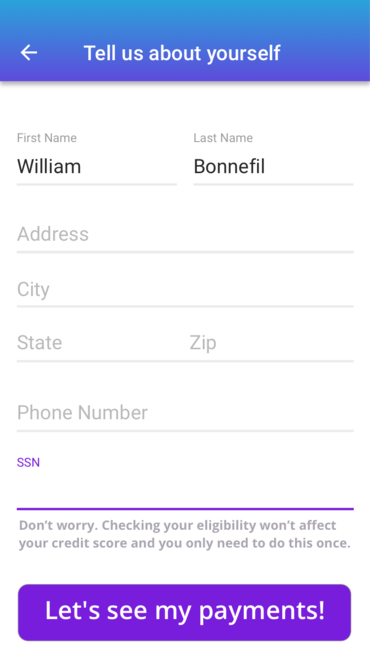 Tell us about yourself
First Name Last Name
William Bonnefil
Address
City
State Zip
Phone Number
SSN
Don’t worry. Checking your eligibility won’t affect
your credit score and you only need to do this once.
Let's see my payments!